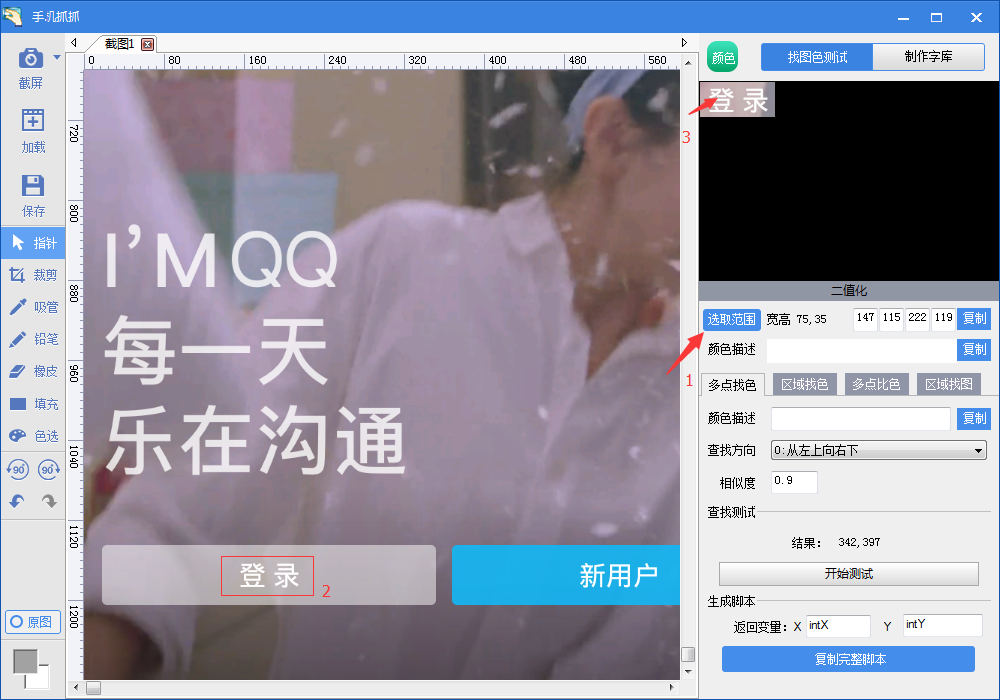 手机抓抓
截图1
颜色
找图色测试
制作字库
截屏
加载
保存
指针
裁剪
吸管
铅笔
橡皮
填充
色选
90 90
原图
0 80 160 240 320 400 480 560
720
800
880
960
1040
1120
1200
I'M QQ
每一天
乐在沟通
登录
2
新用户
登录
3
二值化
选取范围 宽高 75,35 147 115 222 119 复制
颜色描述 复制
1
多点找色 区域找色 多点比色 区域找图
颜色描述 复制
查找方向 0:从左上向右下
相似度 0.9
查找测试
结果: 342,397
开始测试
生成脚本
返回变量: X intX Y intY
复制完整脚本